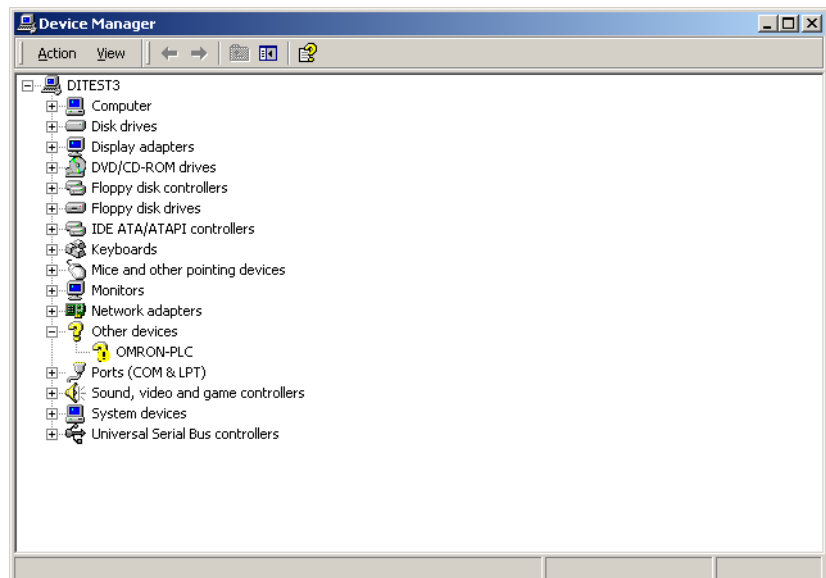 Device Manager
Action View
DITEST3
Computer
Disk drives
Display adapters
DVD/CD-ROM drives
Floppy disk controllers
Floppy disk drives
IDE ATA/ATAPI controllers
Keyboards
Mice and other pointing devices
Monitors
Network adapters
Other devices
OMRON-PLC
Ports (COM & LPT)
Sound, video and game controllers
System devices
Universal Serial Bus controllers